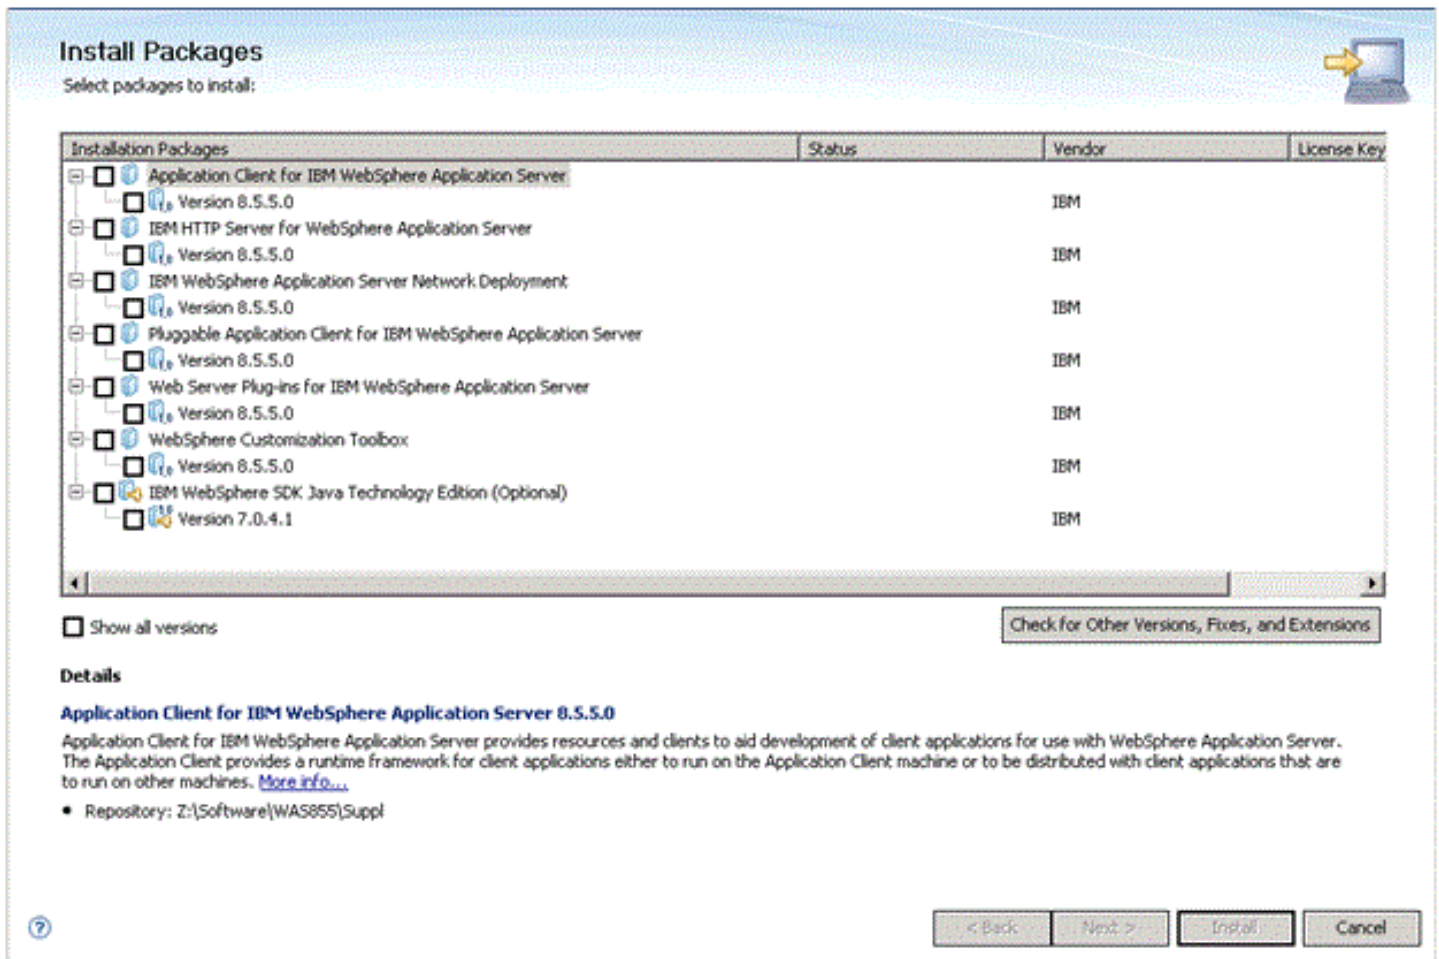 Install Packages
Select packages to install:
Installation Packages Status Vendor License Key
Application Client for IBM WebSphere Application Server
Version 8.5.5.0 IBM
IBM HTTP Server for WebSphere Application Server
Version 8.5.5.0 IBM
IBM WebSphere Application Server Network Deployment
Version 8.5.5.0 IBM
Pluggable Application Client for IBM WebSphere Application Server
Version 8.5.5.0 IBM
Web Server Plug-ins for IBM WebSphere Application Server
Version 8.5.5.0 IBM
WebSphere Customization Toolbox
Version 8.5.5.0 IBM
IBM WebSphere SDK Java Technology Edition (Optional)
Version 7.0.4.1 IBM
Show all versions Check for Other Versions, Fixes, and Extensions
Details
Application Client for IBM WebSphere Application Server 8.5.5.0
Application Client for IBM WebSphere Application Server provides resources and clients to aid development of client applications for use with WebSphere Application Server.
The Application Client provides a runtime framework for client applications either to run on the Application Client machine or to be distributed with client applications that are
to run on other machines. More info...
• Repository: Z:\Software\WAS855\Suppl
? < Back Next > Install Cancel